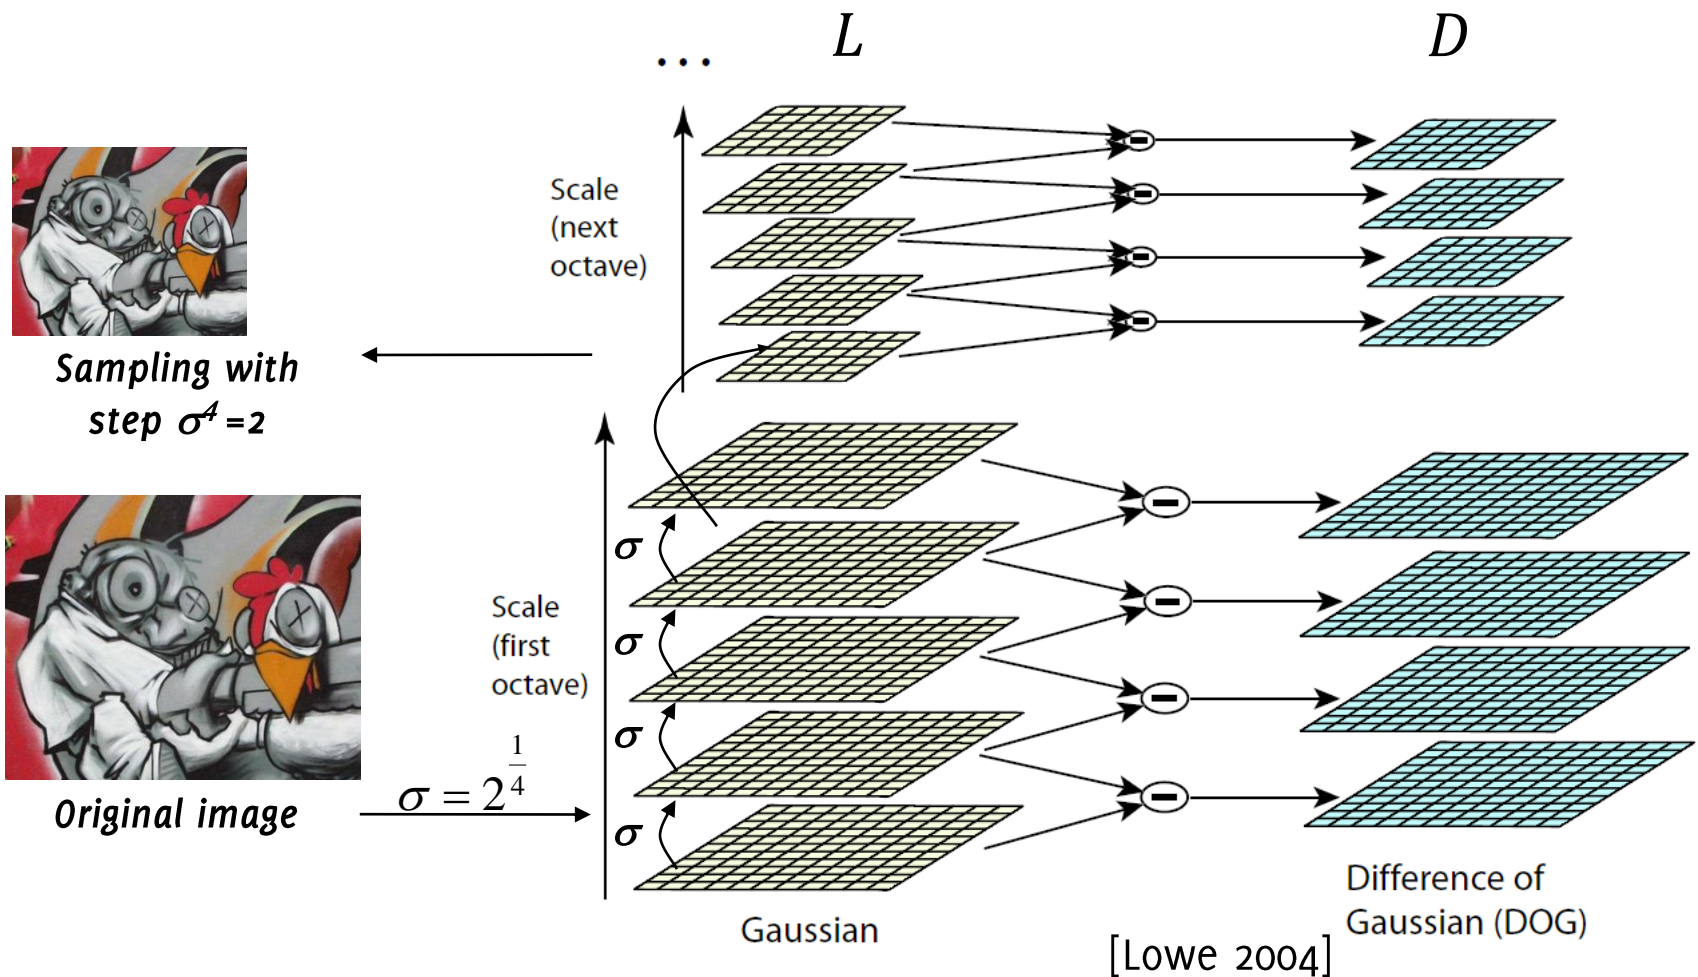 ... L D
Scale
(next
octave)
Sampling with
step σ⁴ =2
σ
σ
σ
σ
Scale
(first
octave)
σ = 2^{1/4}
Original image
Gaussian
Difference of
Gaussian (DOG)
[Lowe 2004]